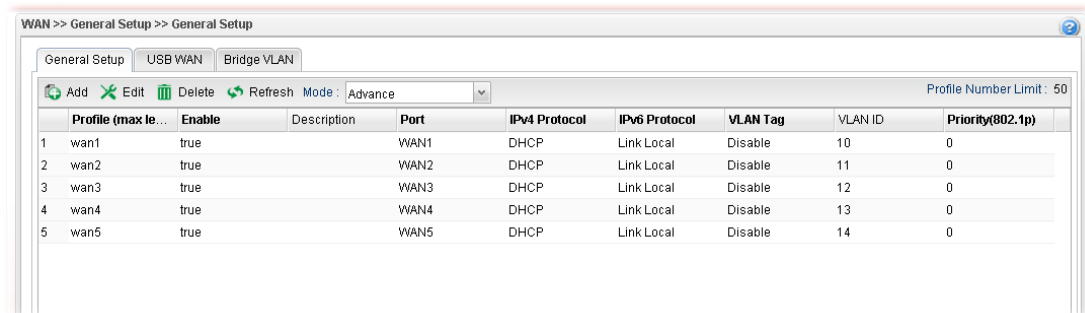 WAN >> General Setup >> General Setup
General Setup USB WAN Bridge VLAN
Add Edit Delete Refresh Mode : Advance Profile Number Limit : 50
Profile (max le... Enable Description Port IPv4 Protocol IPv6 Protocol VLAN Tag VLAN ID Priority(802.1p)
1 wan1 true WAN1 DHCP Link Local Disable 10 0
2 wan2 true WAN2 DHCP Link Local Disable 11 0
3 wan3 true WAN3 DHCP Link Local Disable 12 0
4 wan4 true WAN4 DHCP Link Local Disable 13 0
5 wan5 true WAN5 DHCP Link Local Disable 14 0